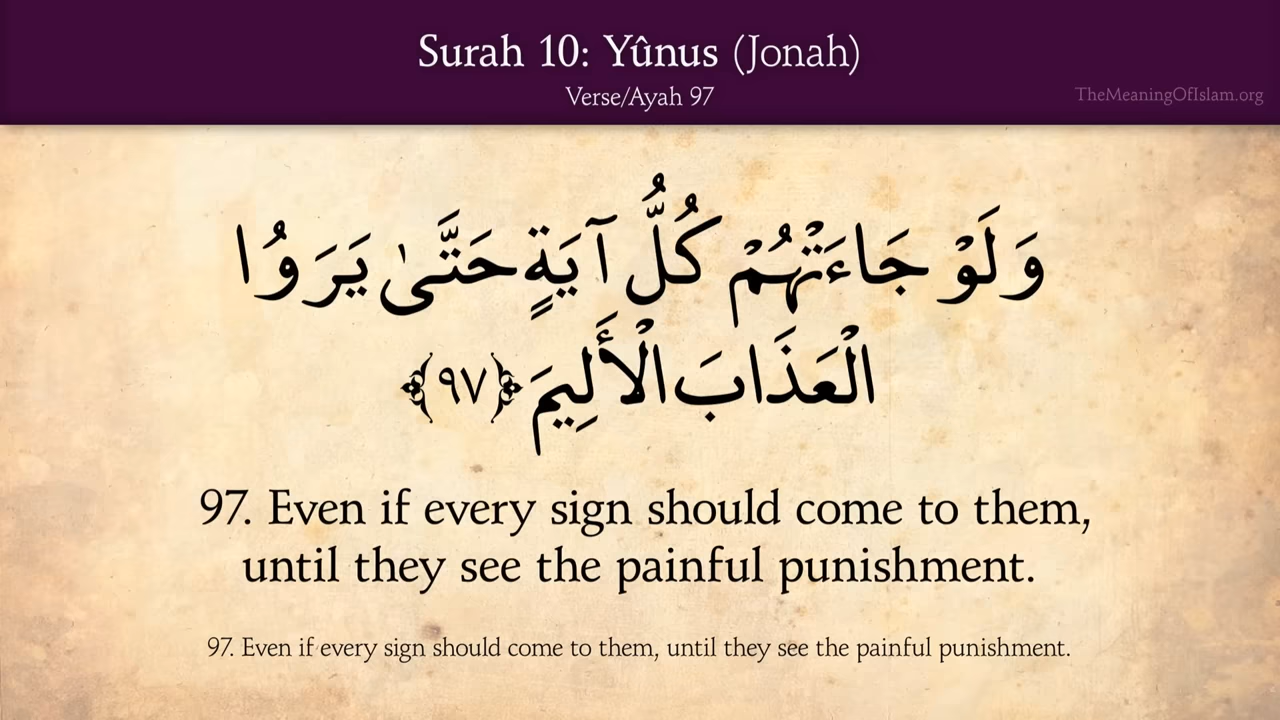 Surah 10: Yûnus (Jonah)
Verse/Ayah 97
TheMeaningOfIslam.org
وَلَوْ جَاءَتْهُمْ كُلُّ آيَةٍ حَتَّىٰ يَرَوُا
الْعَذَابَ الْأَلِيمَ ﴿٩٧﴾
97. Even if every sign should come to them,
until they see the painful punishment.
97. Even if every sign should come to them, until they see the painful punishment.